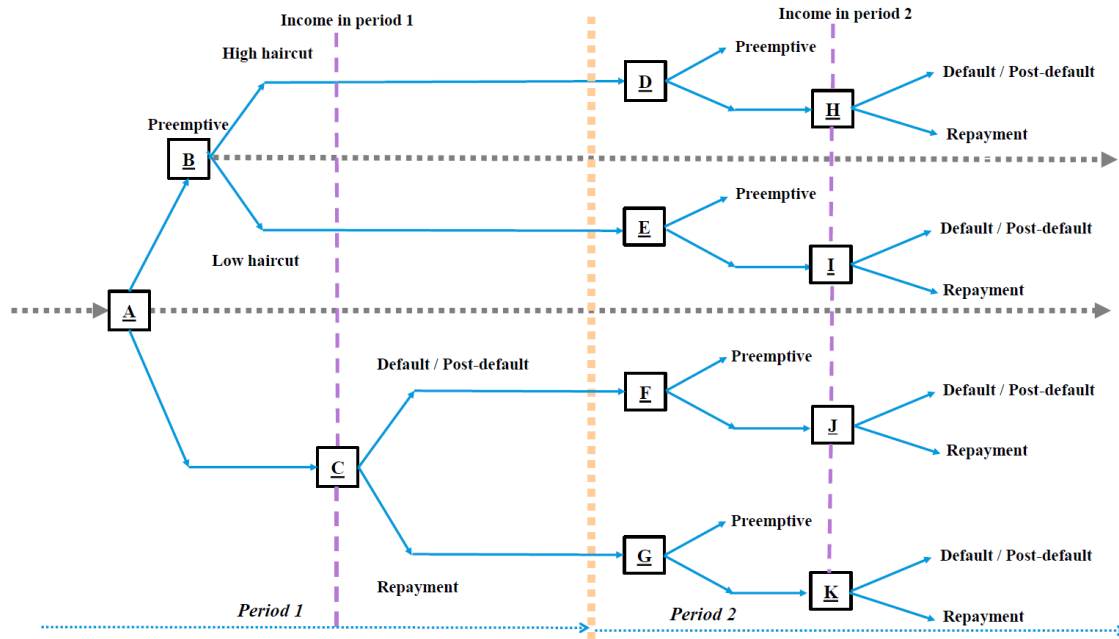 Income in period 1
Income in period 2
High haircut
Preemptive
Default / Post-default
D
H
Preemptive
Repayment
B
Preemptive
E
Default / Post-default
Low haircut
I
Repayment
A
Default / Post-default
Preemptive
F
Default / Post-default
J
Repayment
C
Preemptive
G
Default / Post-default
Repayment
K
Period 1
Period 2
Repayment